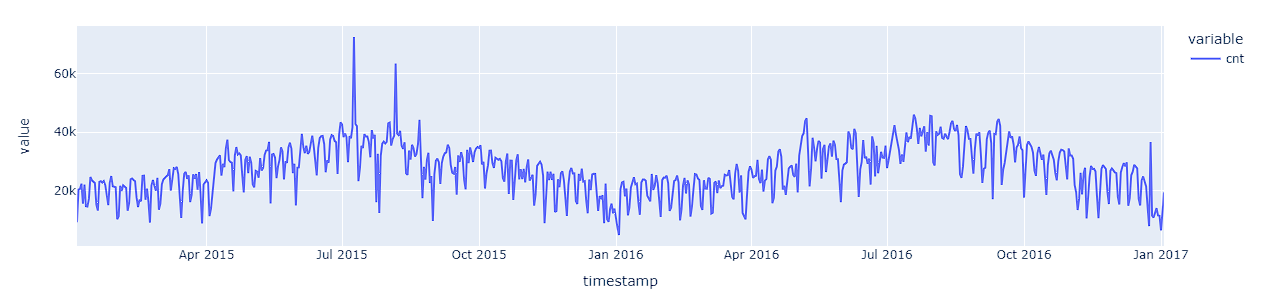 variable
cnt
value
60k
40k
20k
Apr 2015
Jul 2015
Oct 2015
Jan 2016
Apr 2016
Jul 2016
Oct 2016
Jan 2017
timestamp